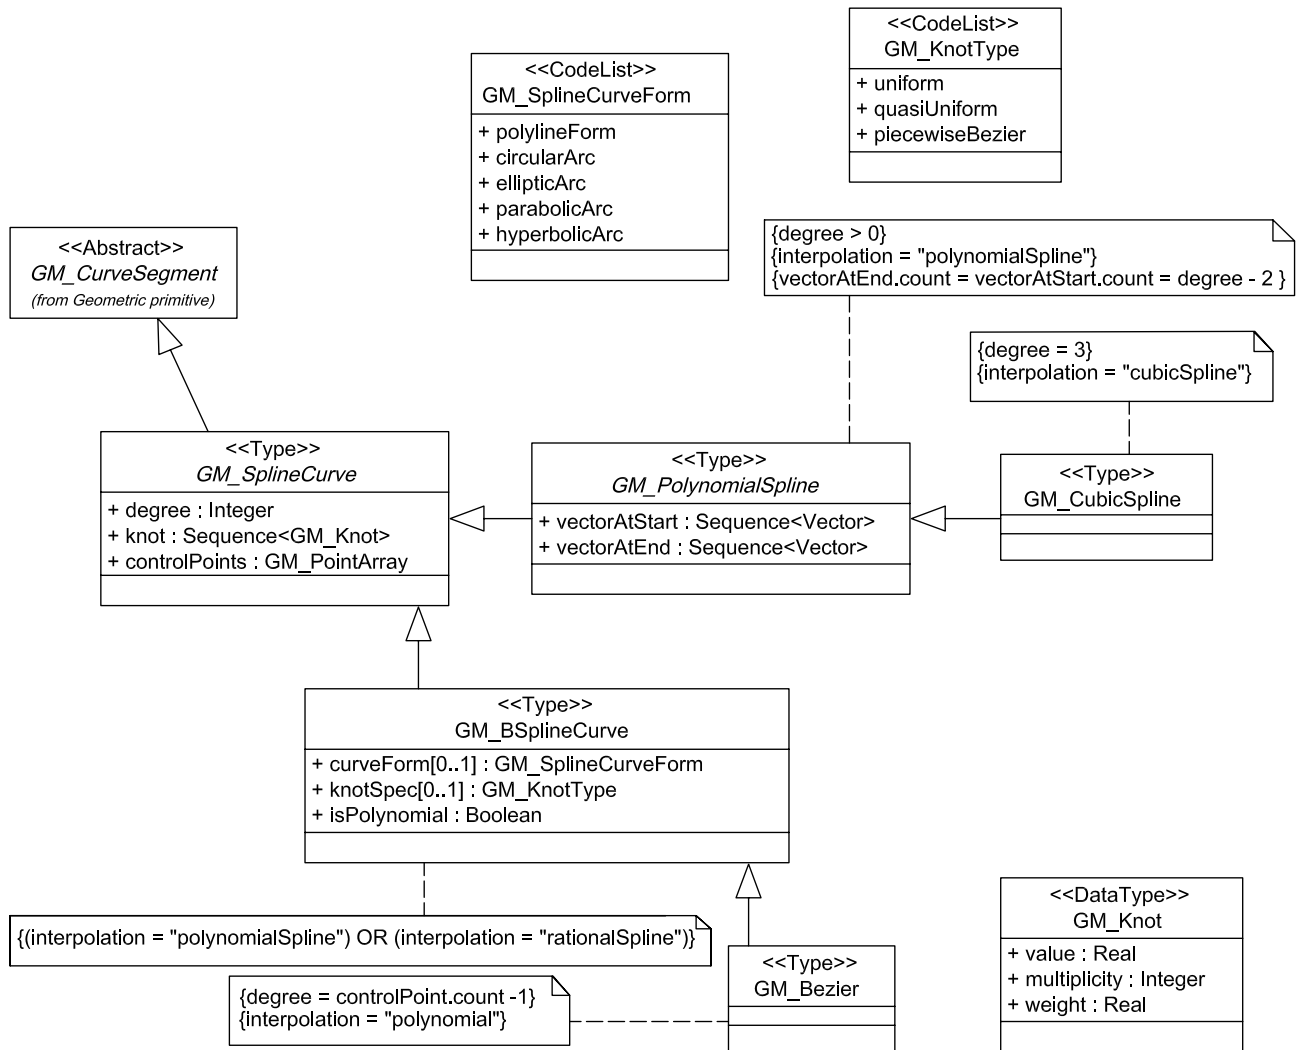 <<CodeList>>
GM_KnotType
+ uniform
+ quasiUniform
+ piecewiseBezier
<<CodeList>>
GM_SplineCurveForm
+ polylineForm
+ circularArc
+ ellipticArc
+ parabolicArc
+ hyperbolicArc
<<Abstract>>
GM_CurveSegment
(from Geometric primitive)
{degree > 0}
{interpolation = "polynomialSpline"}
{vectorAtEnd.count = vectorAtStart.count = degree - 2 }
{degree = 3}
{interpolation = "cubicSpline"}
<<Type>>
GM_SplineCurve
+ degree : Integer
+ knot : Sequence<GM_Knot>
+ controlPoints : GM_PointArray
<<Type>>
GM_PolynomialSpline
+ vectorAtStart : Sequence<Vector>
+ vectorAtEnd : Sequence<Vector>
<<Type>>
GM_CubicSpline
<<Type>>
GM_BSplineCurve
+ curveForm[0..1] : GM_SplineCurveForm
+ knotSpec[0..1] : GM_KnotType
+ isPolynomial : Boolean
{(interpolation = "polynomialSpline") OR (interpolation = "rationalSpline")}
<<Type>>
GM_Bezier
{degree = controlPoint.count -1}
{interpolation = "polynomial"}
<<DataType>>
GM_Knot
+ value : Real
+ multiplicity : Integer
+ weight : Real